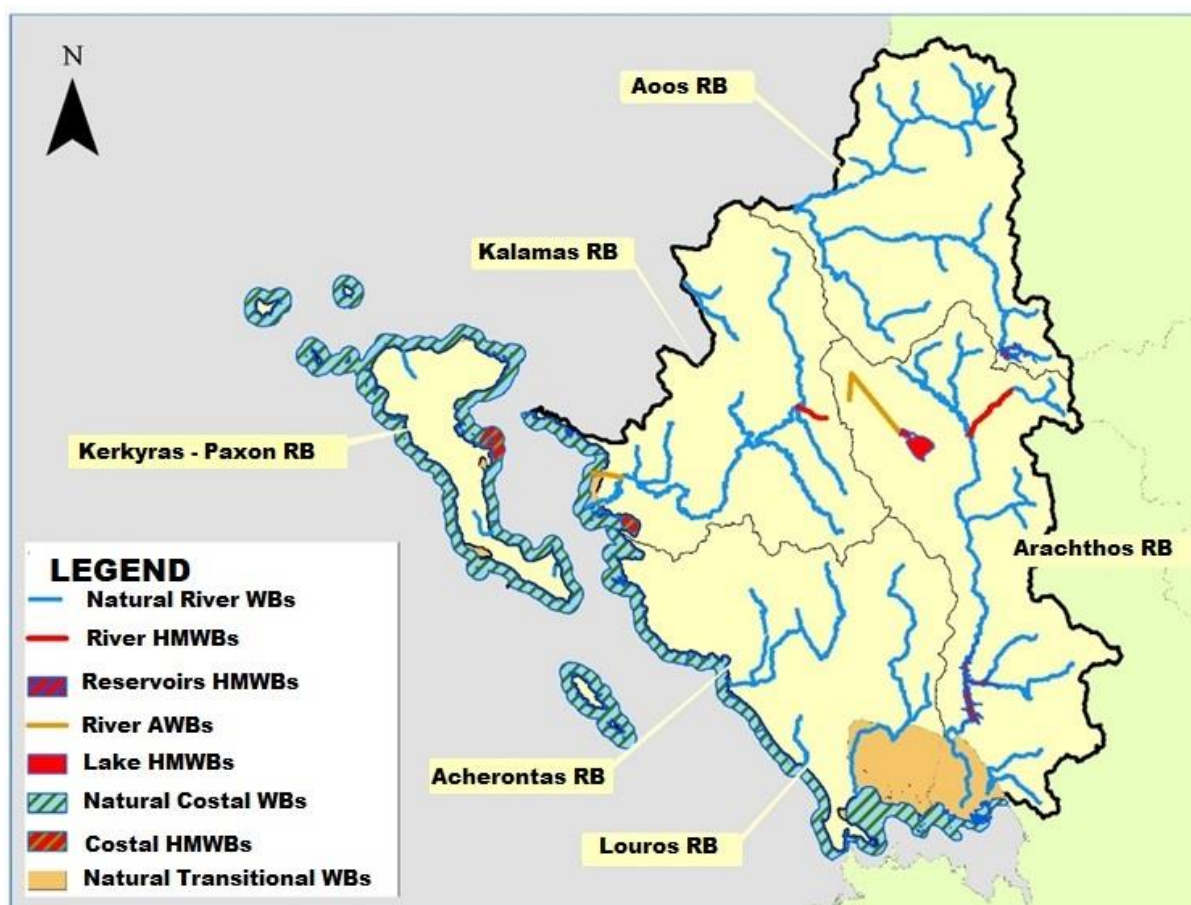 N
Aoos RB
Kalamas RB
Kerkyras - Paxon RB
Arachthos RB
Acherontas RB
Louros RB
LEGEND
Natural River WBs
River HMWBs
Reservoirs HMWBs
River AWBs
Lake HMWBs
Natural Costal WBs
Costal HMWBs
Natural Transitional WBs